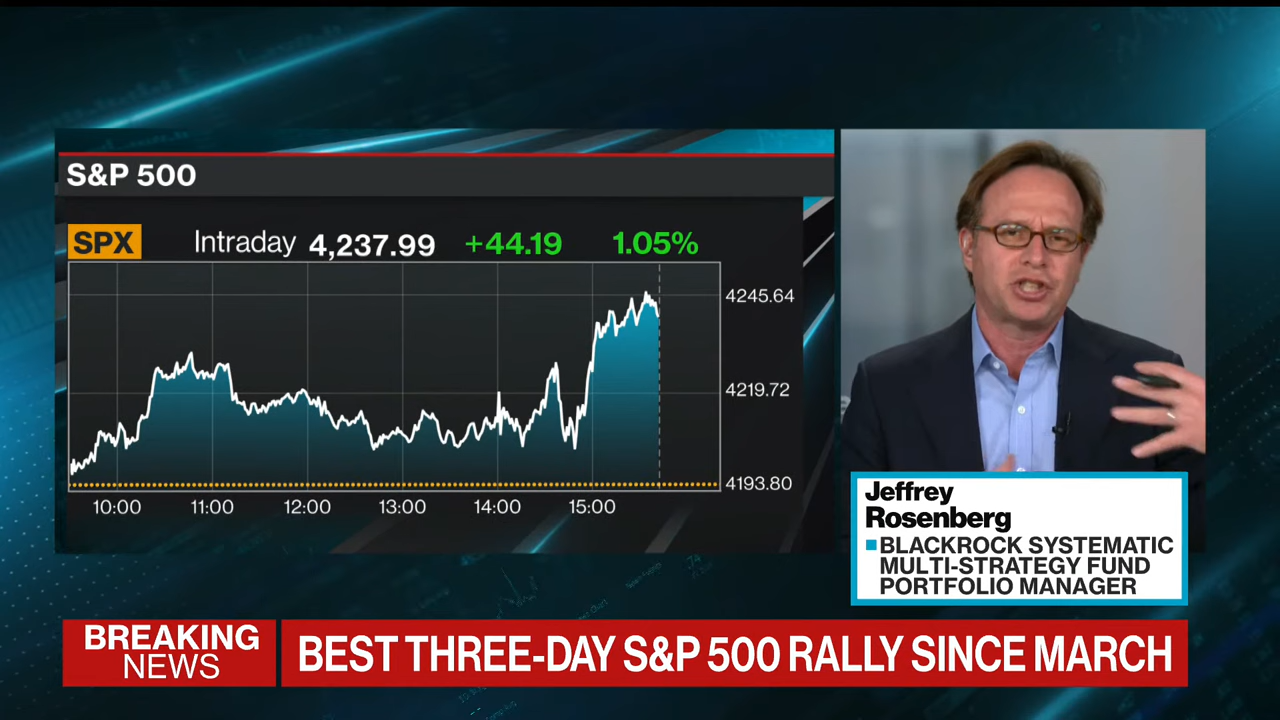 S&P 500
SPX Intraday 4,237.99 +44.19 1.05%
4245.64
4219.72
4193.80
10:00 11:00 12:00 13:00 14:00 15:00
Jeffrey
Rosenberg
BLACKROCK SYSTEMATIC
MULTI-STRATEGY FUND
PORTFOLIO MANAGER
BREAKING
NEWS
BEST THREE-DAY S&P 500 RALLY SINCE MARCH